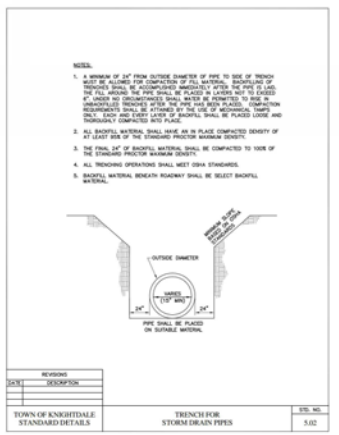 NOTES:
1. A MINIMUM OF 24" FROM OUTSIDE DIAMETER OF PIPE TO SIDE OF TRENCH
MUST BE ALLOWED FOR COMPACTION OF FILL MATERIAL. BACKFILLING OF
TRENCHES SHALL BE ACCOMPLISHED IMMEDIATELY AFTER THE PIPE IS LAID.
THE FILL AROUND THE PIPE SHALL BE PLACED IN LAYERS NOT TO EXCEED
6". UNDER NO CIRCUMSTANCES SHALL WATER BE PERMITTED TO RISE IN
UNBACKFILLED TRENCHES AFTER THE PIPE HAS BEEN PLACED. COMPACTION
REQUIREMENTS SHALL BE ATTAINED BY THE USE OF MECHANICAL TAMPS
ONLY. EACH AND EVERY LAYER OF BACKFILL SHALL BE PLACED LOOSE AND
THOROUGHLY COMPACTED INTO PLACE.
2. ALL BACKFILL MATERIAL SHALL HAVE AN IN PLACE COMPACTED DENSITY OF
AT LEAST 95% OF THE STANDARD PROCTOR MAXIMUM DENSITY.
3. THE FINAL 24" OF BACKFILL MATERIAL SHALL BE COMPACTED TO 100% OF
THE STANDARD PROCTOR MAXIMUM DENSITY.
4. ALL TRENCHING OPERATIONS SHALL MEET OSHA STANDARDS.
5. BACKFILL MATERIAL BENEATH ROADWAY SHALL BE SELECT BACKFILL
MATERIAL.
MINIMUM SLOPE
BASED ON OSHA
STANDARDS
OUTSIDE DIAMETER
VARIES
(15" MIN)
24"
24"
PIPE SHALL BE PLACED
ON SUITABLE MATERIAL
REVISIONS
DATE DESCRIPTION
TOWN OF KNIGHTDALE
STANDARD DETAILS
TRENCH FOR
STORM DRAIN PIPES
STD. NO.
5.02